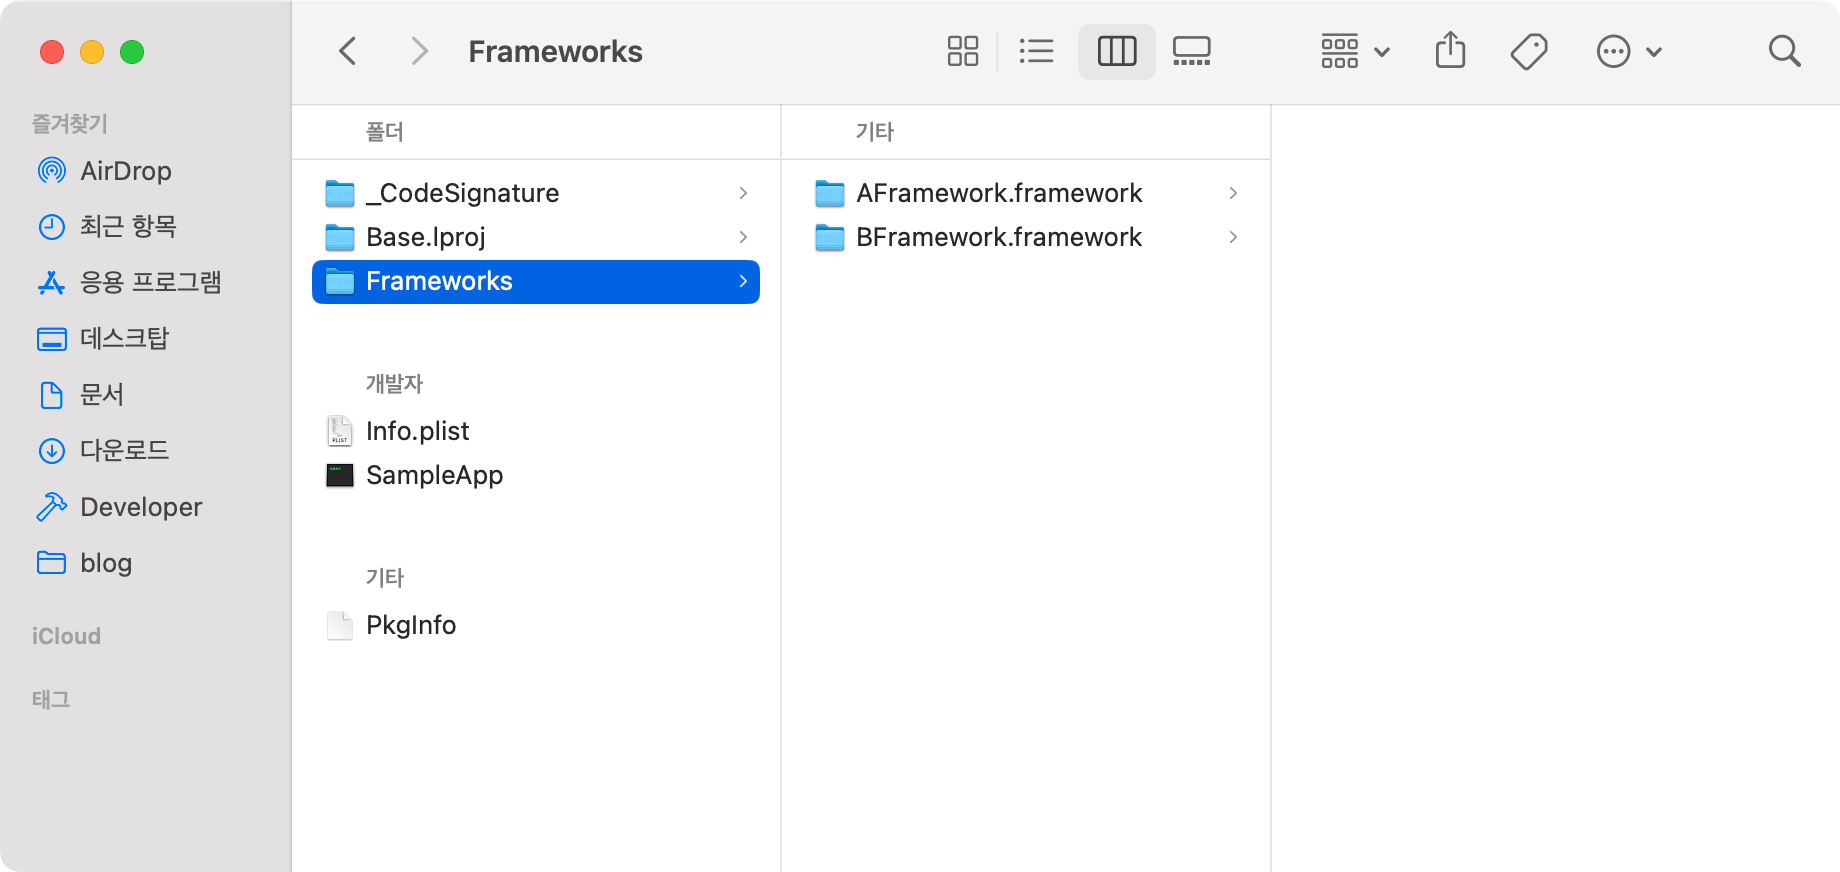 Frameworks
즐겨찾기
AirDrop
최근 항목
응용 프로그램
데스크탑
문서
다운로드
Developer
blog
iCloud
태그
폴더
_CodeSignature
Base.lproj
Frameworks
개발자
PLIST
Info.plist
SampleApp
기타
PkgInfo
기타
AFramework.framework
BFramework.framework